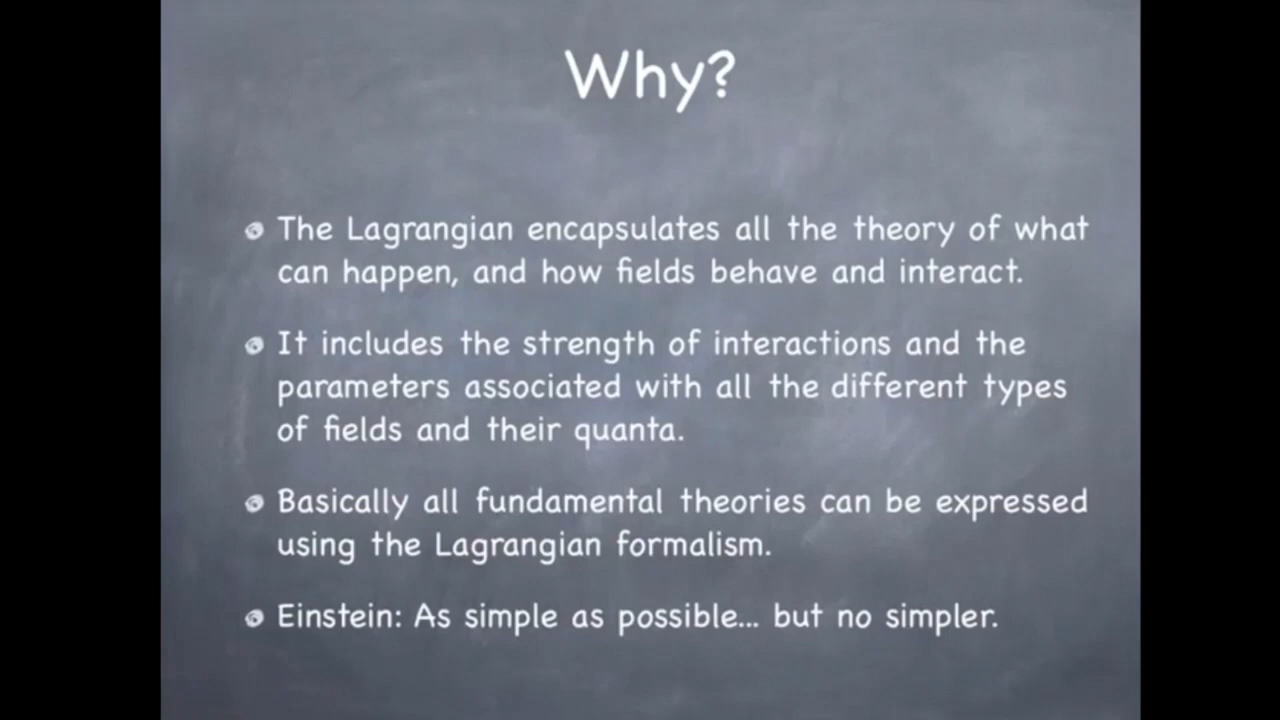 Why?
The Lagrangian encapsulates all the theory of what
can happen, and how fields behave and interact.
It includes the strength of interactions and the
parameters associated with all the different types
of fields and their quanta.
Basically all fundamental theories can be expressed
using the Lagrangian formalism.
Einstein: As simple as possible... but no simpler.